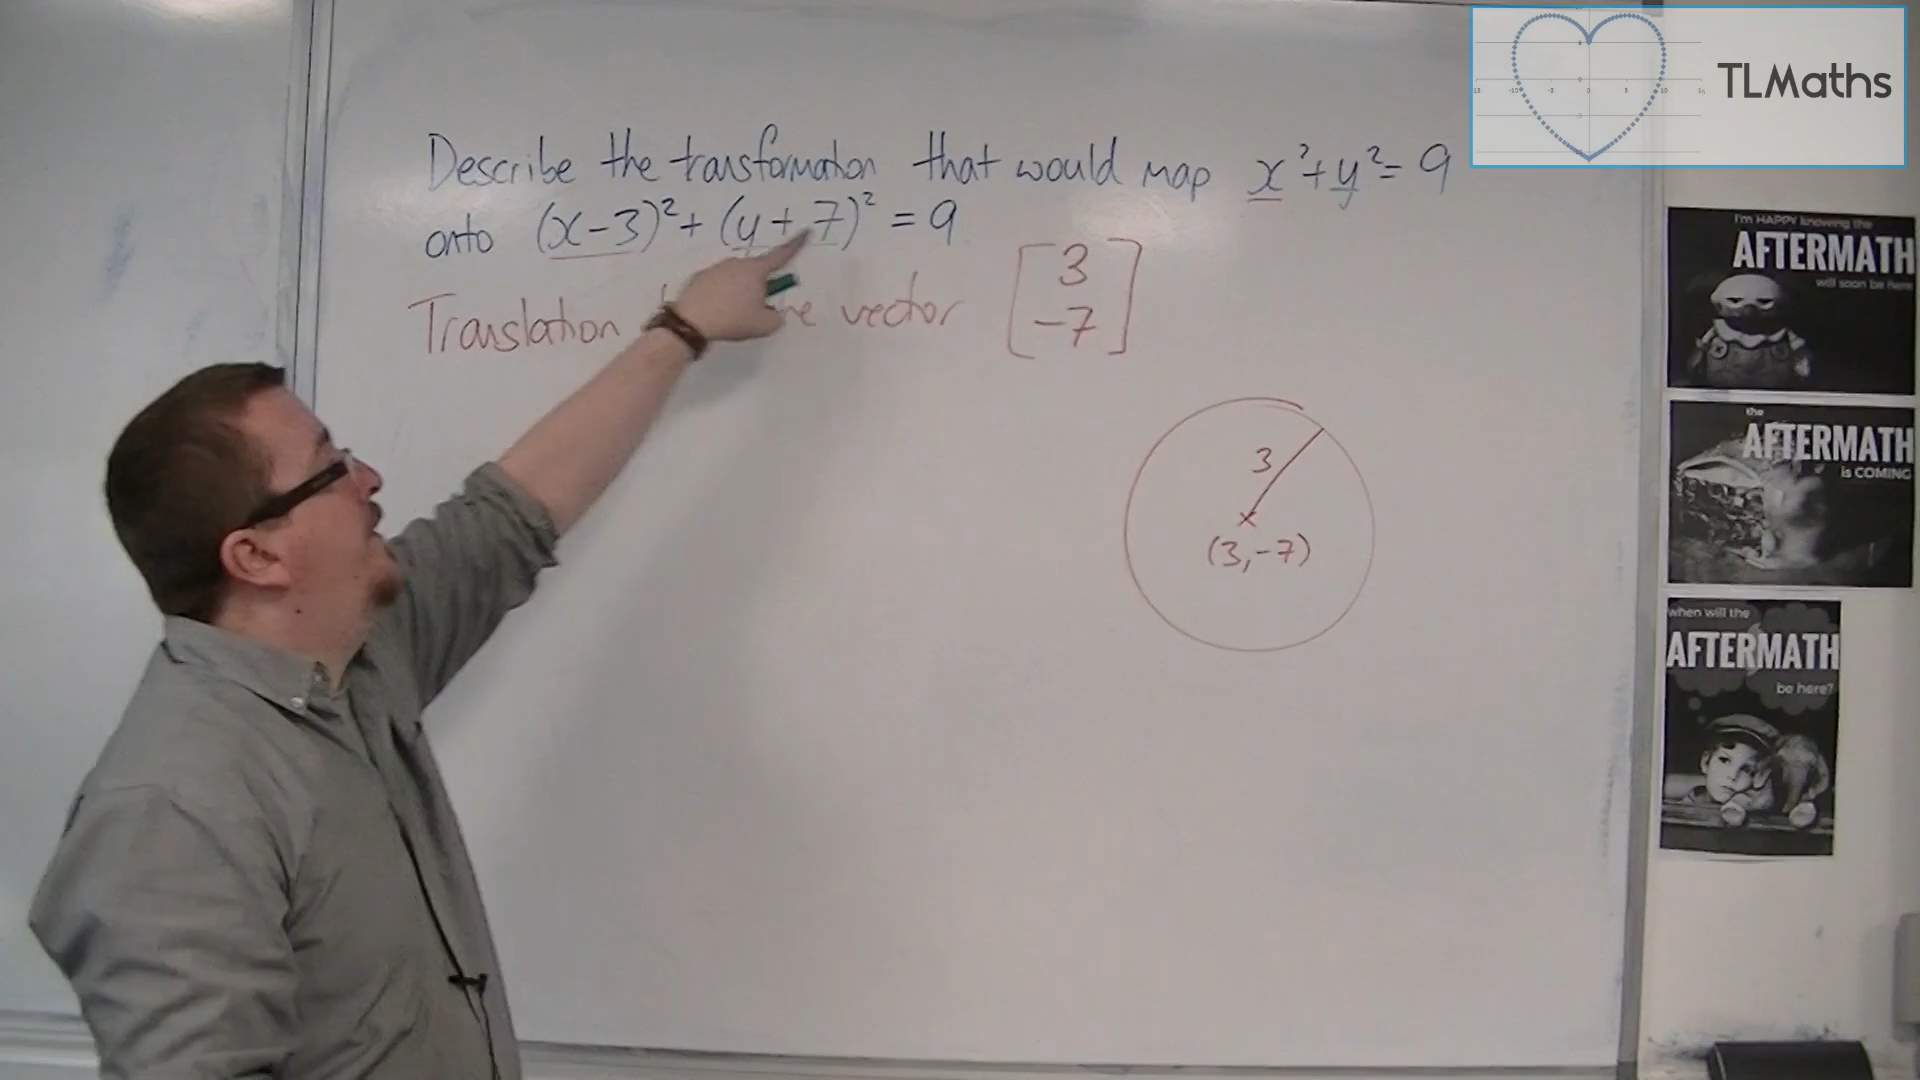 Describe the transformation that would map x²+y²=9
onto (x-3)²+(y+7)²=9
Translation the vector [3
-7]
3
(3,-7)
TLMaths
I'm HAPPY knowing the
AFTERMATH
will soon be here
the
AFTERMATH
is COMING
when will the
AFTERMATH
be here?